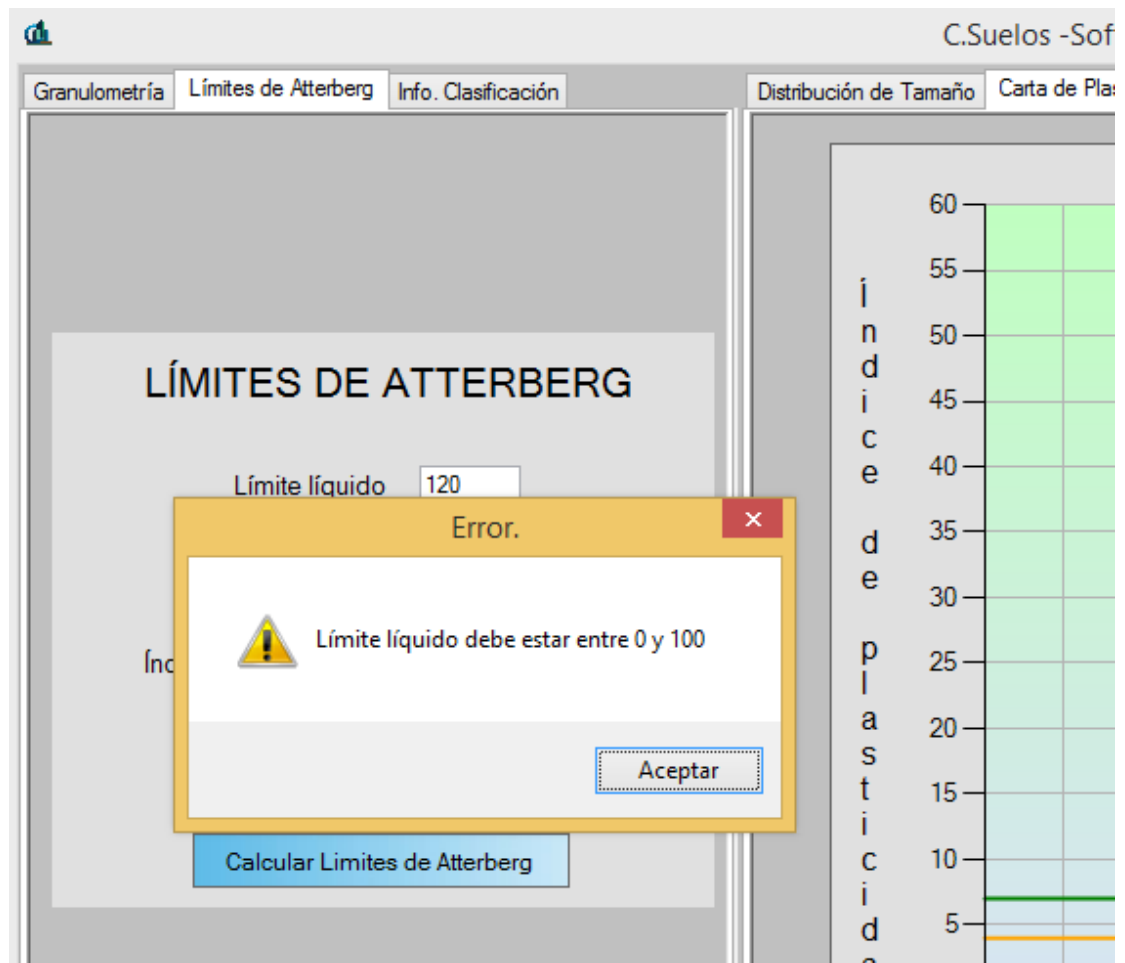 C.Suelos -Sof
Granulometría
Límites de Atterberg
Info. Clasificación
Distribución de Tamaño
Carta de Plas
LÍMITES DE ATTERBERG
Límite líquido 120
Índ
Error.
Límite líquido debe estar entre 0 y 100
Aceptar
Calcular Limites de Atterberg
Índice de plasticid
60
55
50
45
40
35
30
25
20
15
10
5